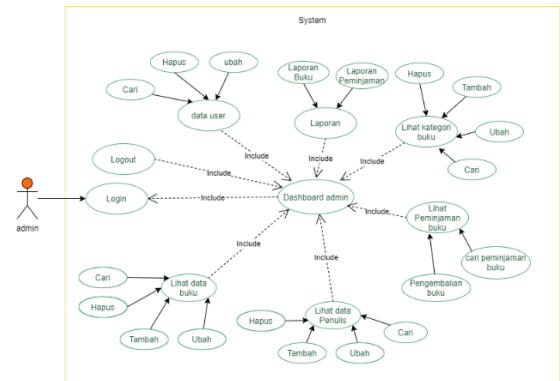 System
Hapus
ubah
Cari
data user
Laporan
Buku
Laporan
Peminjaman
Laporan
Hapus
Tambah
Lihat kategori
buku
Ubah
Cari
Include
Include
Include
Logout
Include
admin
Login
Include
Dashboard admin
Include
Lihat
Peminjaman
buku
Pengembalian
buku
cari peminjaman
buku
Include
Include
Cari
Hapus
Lihat data
buku
Tambah
Ubah
Hapus
Lihat data
Penulis
Cari
Tambah
Ubah